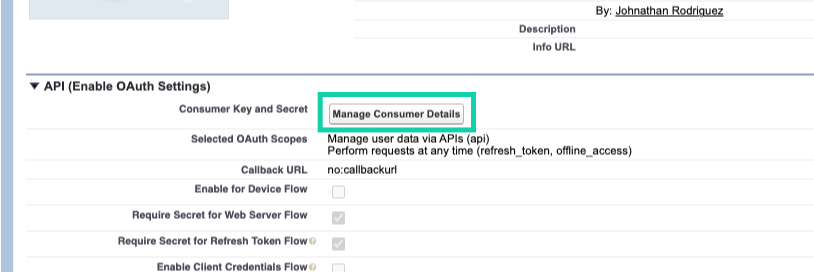 By: Johnathan Rodriguez
Description
Info URL
API (Enable OAuth Settings)
Consumer Key and Secret Manage Consumer Details
Selected OAuth Scopes Manage user data via APIs (api)
Perform requests at any time (refresh_token, offline_access)
Callback URL no:callbackurl
Enable for Device Flow
Require Secret for Web Server Flow
Require Secret for Refresh Token Flow
Enable Client Credentials Flow